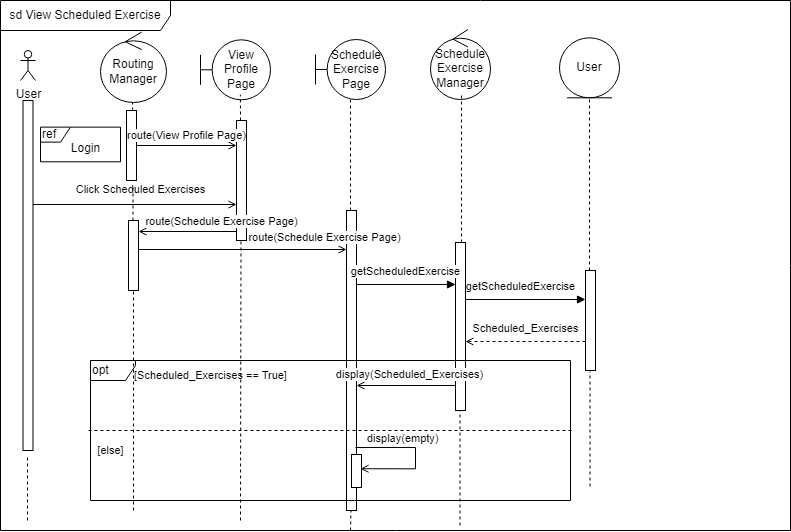 sd View Scheduled Exercise
User
Routing
Manager
View
Profile
Page
Schedule
Exercise
Page
Schedule
Exercise
Manager
User
ref
Login
route(View Profile Page)
Click Scheduled Exercises
route(Schedule Exercise Page)
route(Schedule Exercise Page)
getScheduledExercise
getScheduledExercise
Scheduled_Exercises
opt
[Scheduled_Exercises == True]
display(Scheduled_Exercises)
[else]
display(empty)